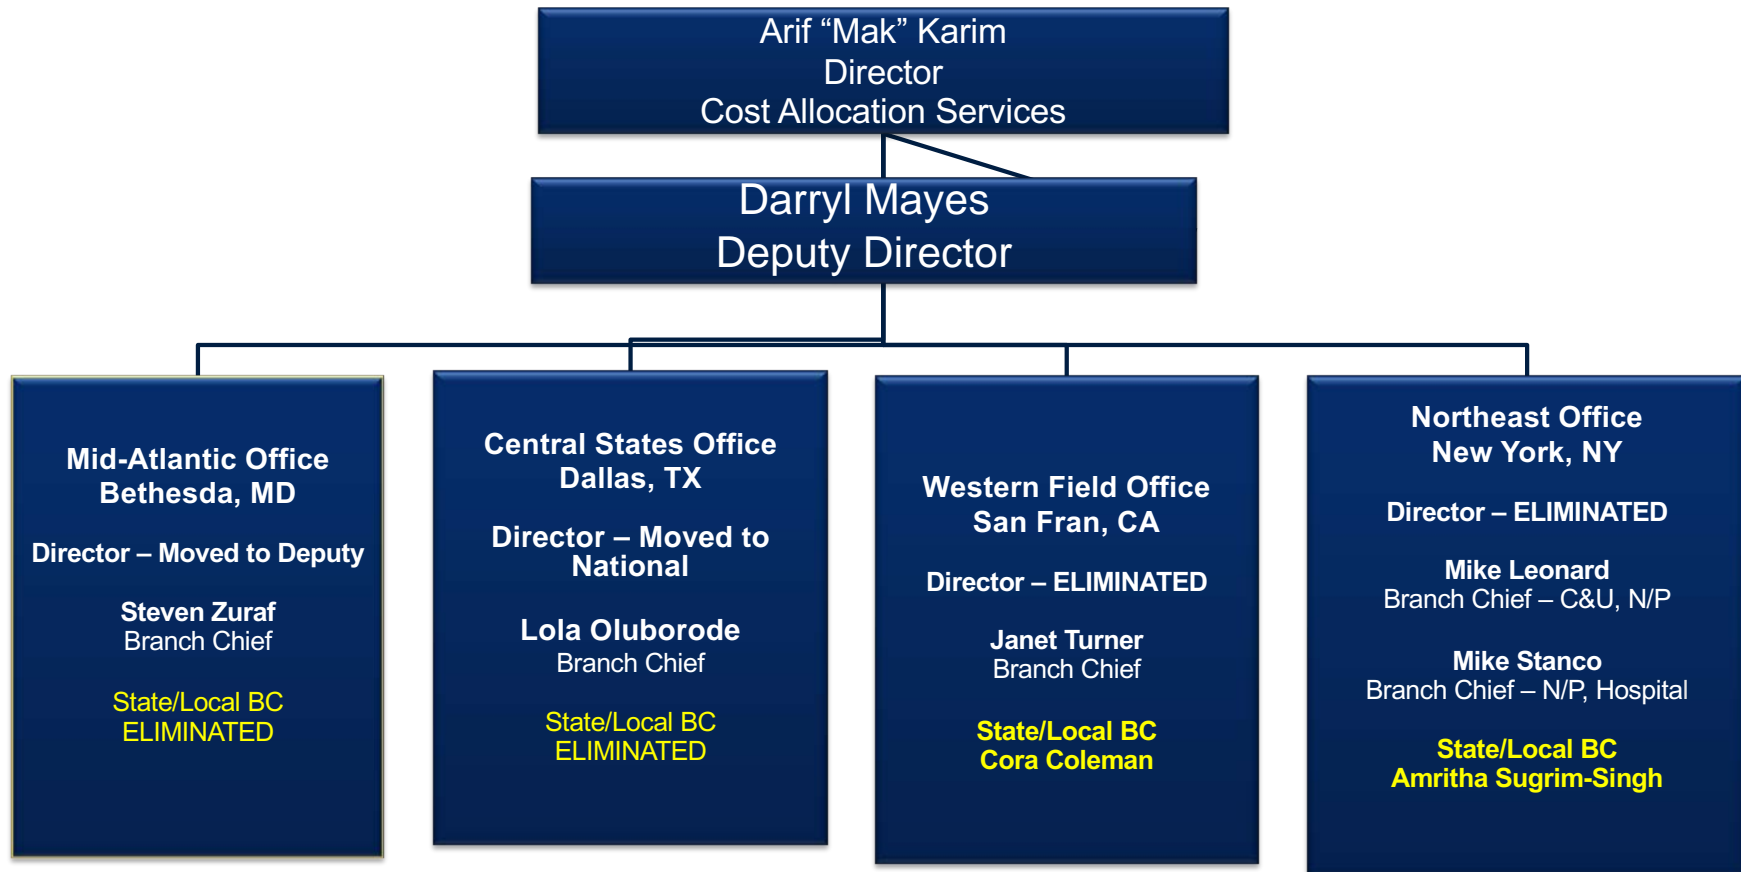 Arif “Mak” Karim
Director
Cost Allocation Services
Darryl Mayes
Deputy Director
Mid-Atlantic Office
Bethesda, MD
Director – Moved to Deputy
Steven Zuraf
Branch Chief
State/Local BC
ELIMINATED
Central States Office
Dallas, TX
Director – Moved to
National
Lola Oluborode
Branch Chief
State/Local BC
ELIMINATED
Western Field Office
San Fran, CA
Director – ELIMINATED
Janet Turner
Branch Chief
State/Local BC
Cora Coleman
Northeast Office
New York, NY
Director – ELIMINATED
Mike Leonard
Branch Chief – C&U, N/P
Mike Stanco
Branch Chief – N/P, Hospital
State/Local BC
Amritha Sugrim-Singh